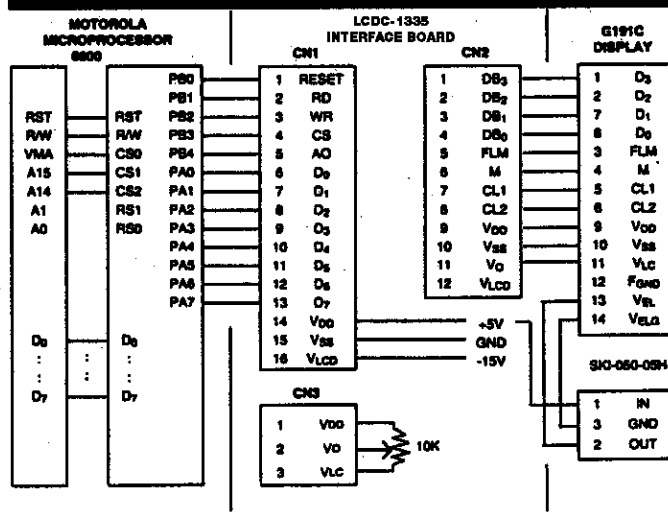 MOTOROLA
MICROPROCESSOR
6800
RST
R/W
VMA
A15
A14
A1
A0
D0
D7
RST
R/W
CS0
CS1
CS2
RS1
RS0
D0
D7
PB0
PB1
PB2
PB3
PB4
PA0
PA1
PA2
PA3
PA4
PA5
PA6
PA7
LCDC-1335
INTERFACE BOARD
CN1
1 RESET
2 RD
3 WR
4 CS
5 AO
6 D0
7 D1
8 D2
9 D3
10 D4
11 D5
12 D6
13 D7
14 VDD
15 VSS
16 VLCD
+5V
GND
-15V
CN3
1 VDD
2 VO
3 VLC
10K
CN2
1 DB3
2 DB2
3 DB1
4 DB0
5 FLM
6 M
7 CL1
8 CL2
9 VDD
10 VSS
11 VO
12 VLCD
G191C
DISPLAY
1 D3
2 D2
7 D1
8 D0
3 FLM
4 M
5 CL1
6 CL2
9 VDD
10 VSS
11 VLC
12 FGND
13 VEL
14 VELG
1 IN
3 GND
2 OUT